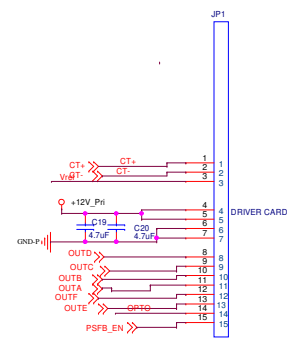 JP1
CT+ CT+ 1 1
CT- CT- 2 2
Vref 3 3
+12V_Pri 4 4
C19 5 5 DRIVER CARD
4.7uF C20 6 6
GND-P 4.7uF 7 7
OUTD 8 8
OUTC 9 9
OUTB 10 10
OUTA 11 11
OUTF 12 12
OUTE OPTO 13 13
14 14
PSFB_EN 15 15